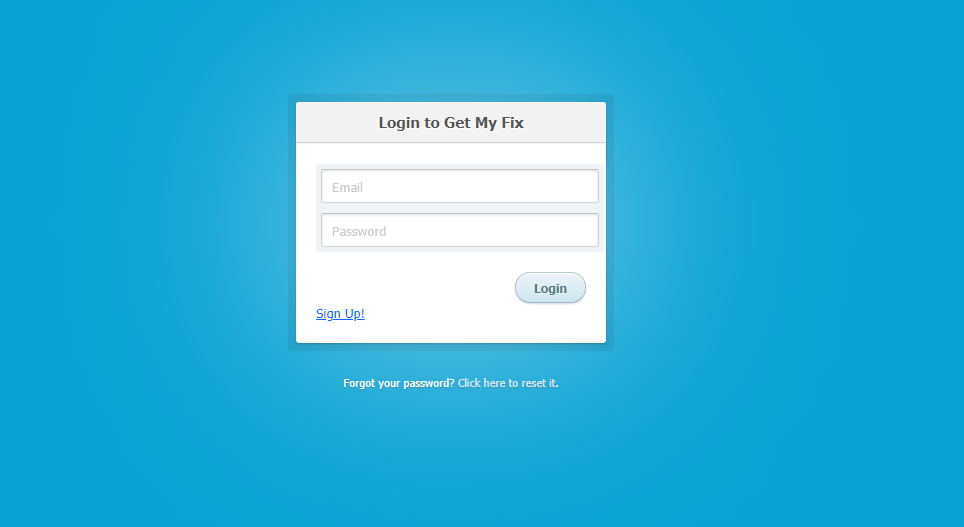 Login to Get My Fix
Email
Password
Login
Sign Up!
Forgot your password? Click here to reset it.